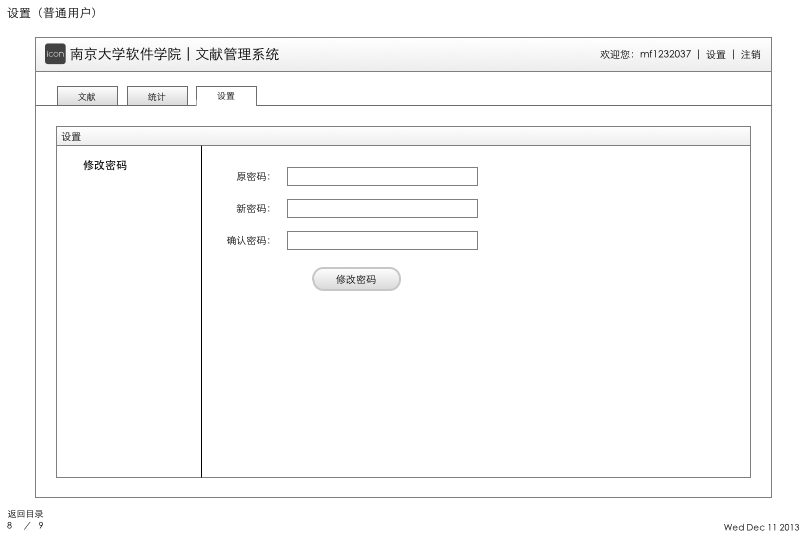 设置（普通用户）
icon 南京大学软件学院 | 文献管理系统
欢迎您：mf1232037 | 设置 | 注销
文献 统计 设置
设置
修改密码
原密码：
新密码：
确认密码：
修改密码
返回目录
8 / 9
Wed Dec 11 2013